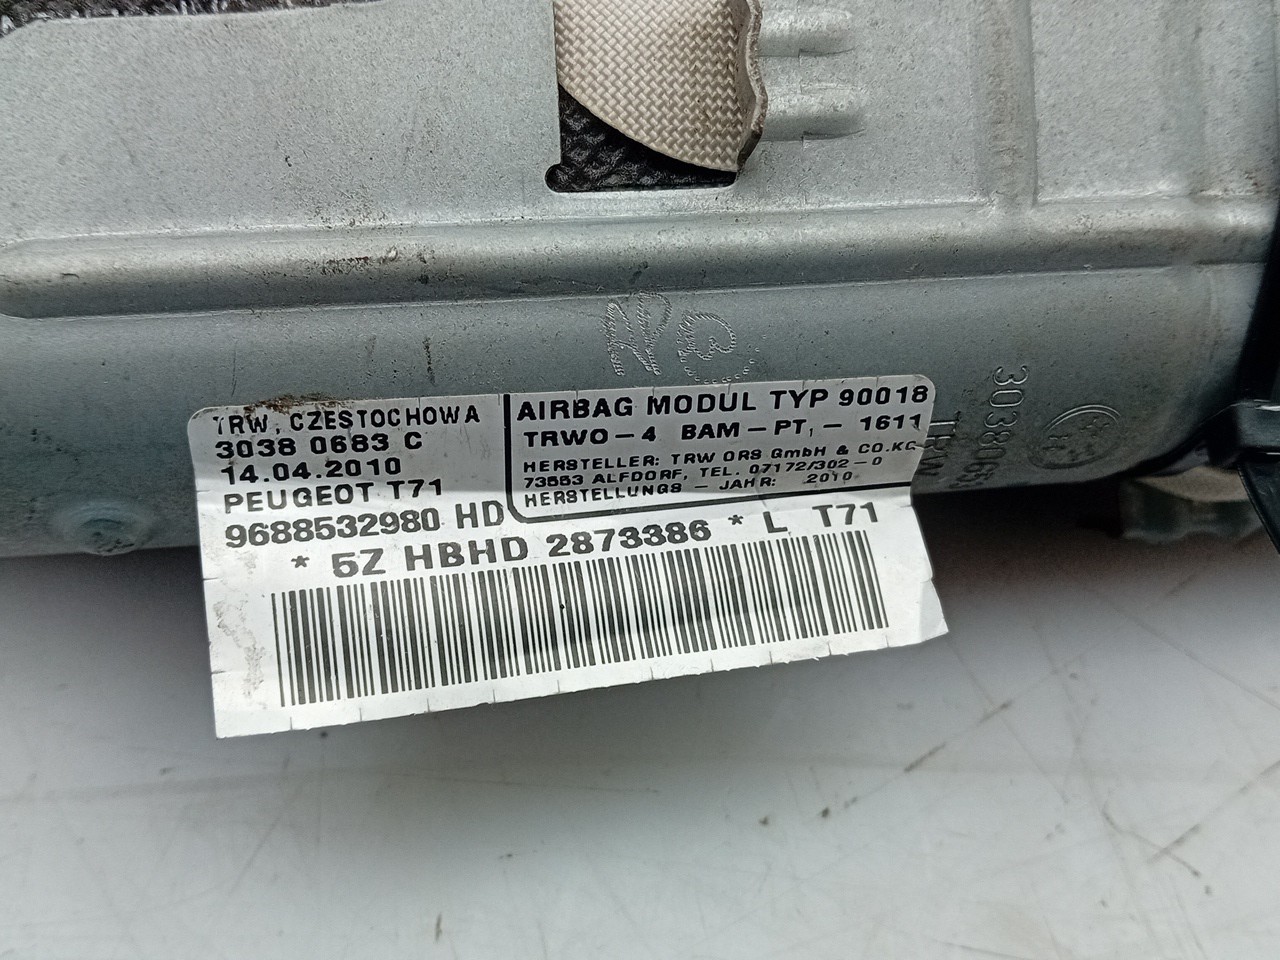 TRW, CZESTOCHOWA
3038 0683 C
14.04.2010
PEUGEOT T71
9688532980 HD
AIRBAG MODUL TYP 90018
TRWO-4 BAM-PT, - 1611
HERSTELLER: TRW ORS GmbH & CO.KG
73553 ALFDORF, TEL. 07172/302-0
HERSTELLUNGS - JAHR: 2010
* 5Z HBHD 2873386 * L T71
TRW